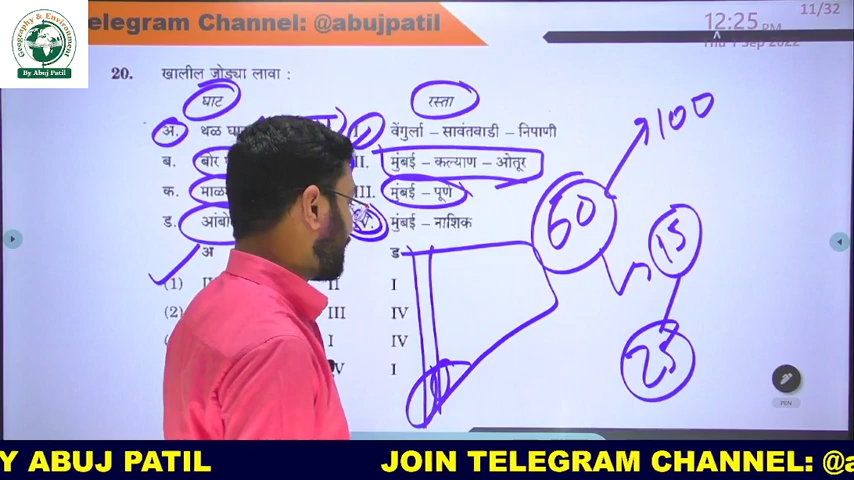 elegram Channel: @abujpatil
12:25 PM
Thu 1 Sep 2022
11/32
Geography & Environment
By Abuj Patil
20. खालील जोड्या लावा :
घाट रस्ता
अ. थळ I. वेंगुर्ला – सावंतवाडी – निपाणी
ब. बोर II. मुंबई – कल्याण – ओतूर
क. माळ III. मुंबई – पूणे
ड. आंबो मुंबई – नाशिक
अ ड
(1) II I
(2) III IV
I IV
I
60
100
15
25
PEN
Y ABUJ PATIL JOIN TELEGRAM CHANNEL: @a